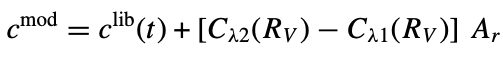 c^mod = c^lib(t) + [C_λ2(R_V) − C_λ1(R_V)] A_r